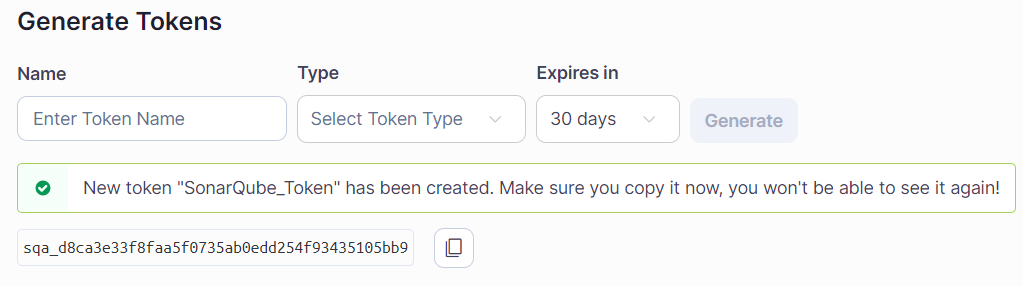 Generate Tokens
Name
Type
Expires in
Enter Token Name
Select Token Type
30 days
Generate
New token "SonarQube_Token" has been created. Make sure you copy it now, you won't be able to see it again!
sqa_d8ca3e33f8faa5f0735ab0edd254f93435105bb9